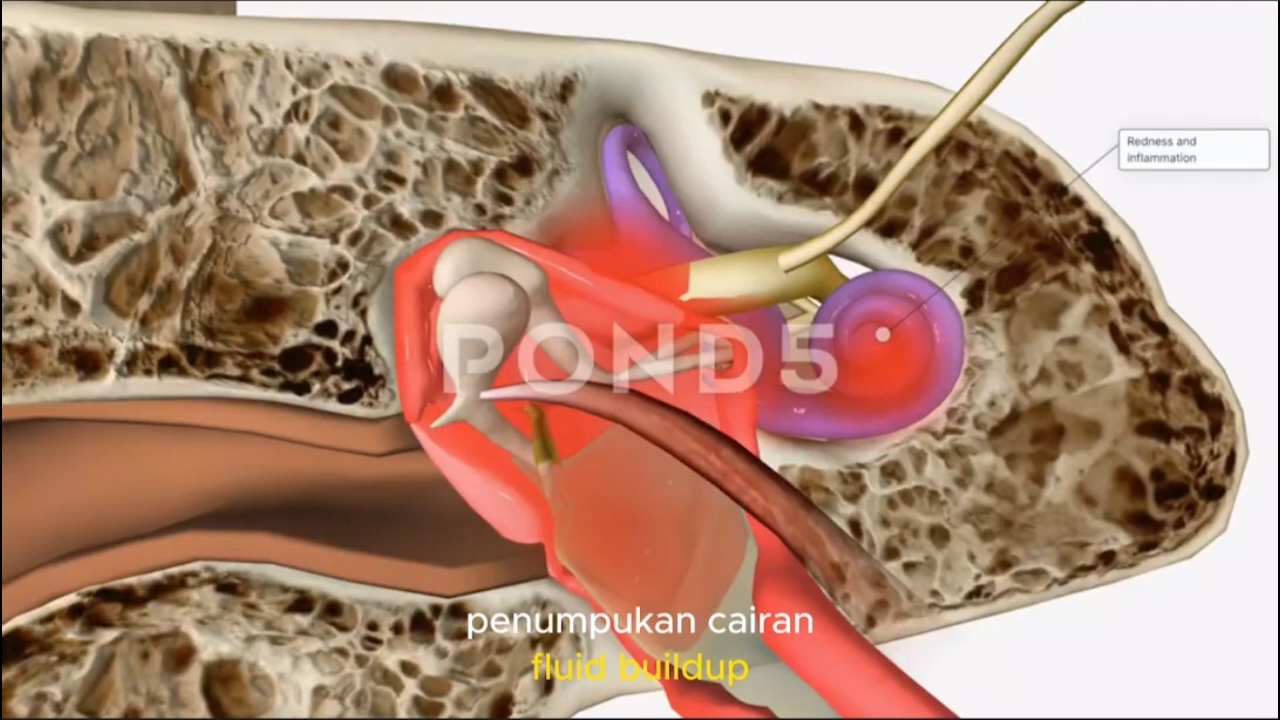 Redness and
inflammation
POND5
penumpukan cairan
fluid buildup